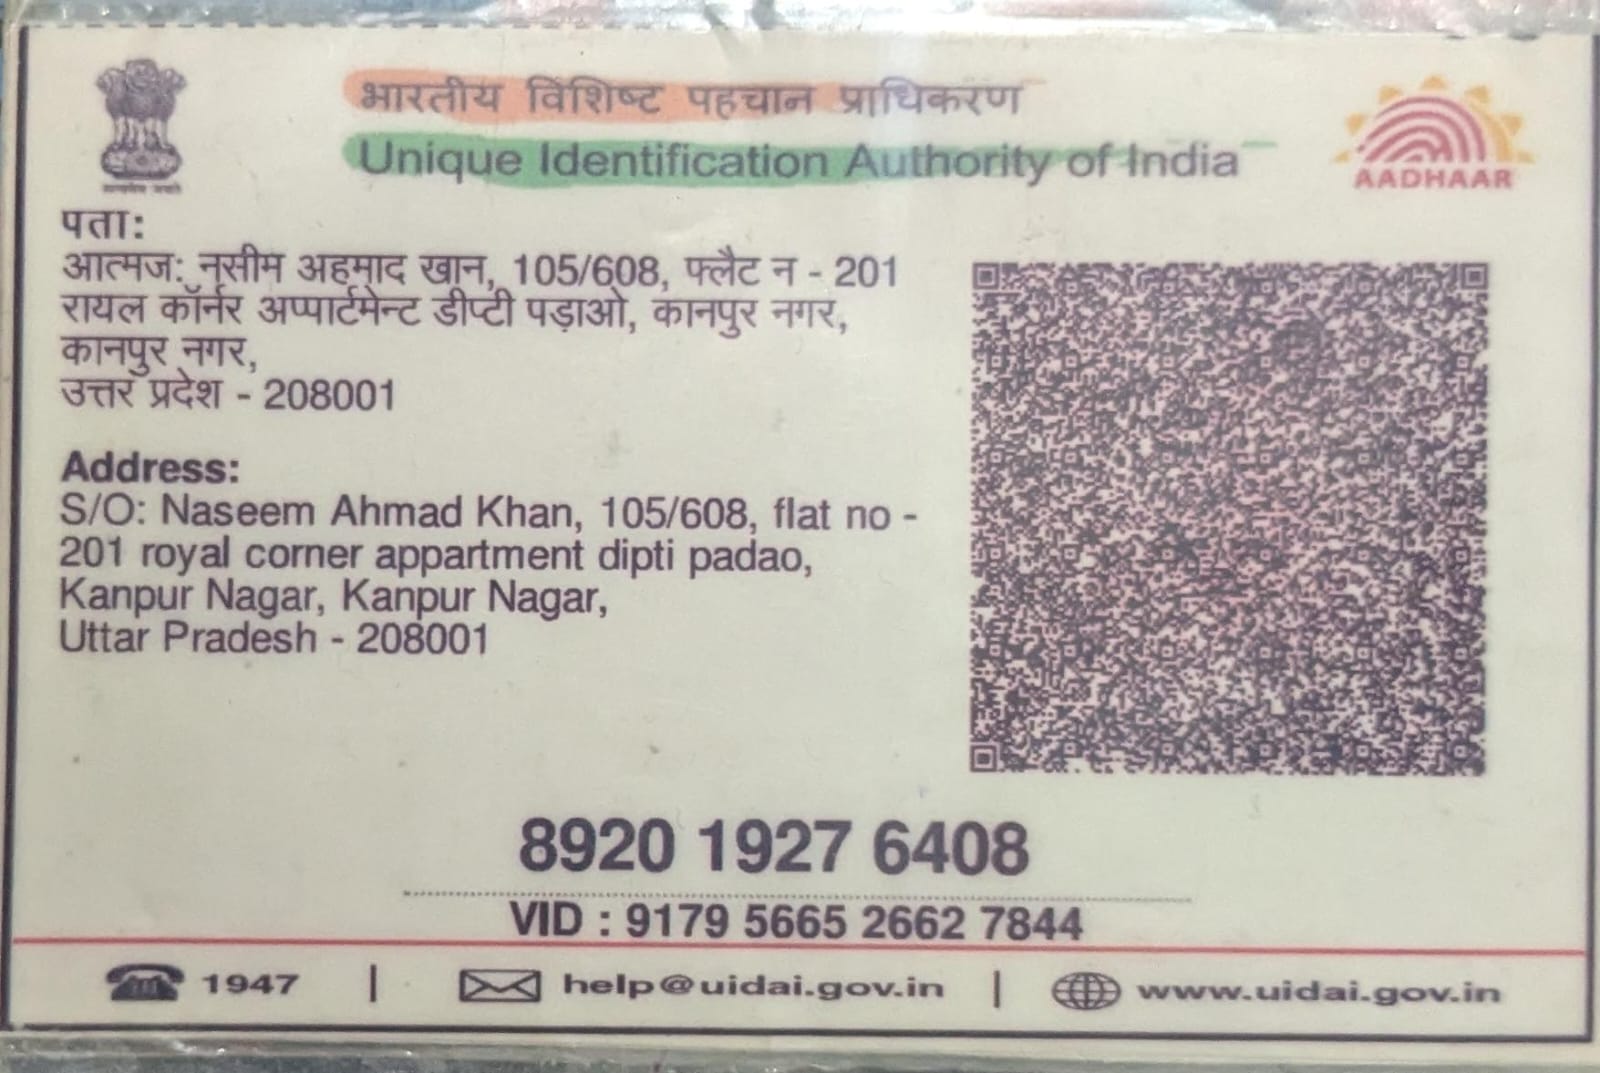 भारतीय विशिष्ट पहचान प्राधिकरण
Unique Identification Authority of India
AADHAAR
पता:
आत्मज: नसीम अहमाद खान, 105/608, फ्लैट न - 201
रायल कॉर्नर अप्पार्टमेन्ट डीप्टी पड़ाओ, कानपुर नगर,
कानपुर नगर,
उत्तर प्रदेश - 208001
Address:
S/O: Naseem Ahmad Khan, 105/608, flat no -
201 royal corner appartment dipti padao,
Kanpur Nagar, Kanpur Nagar,
Uttar Pradesh - 208001
8920 1927 6408
VID : 9179 5665 2662 7844
1947 | help@uidai.gov.in | www.uidai.gov.in